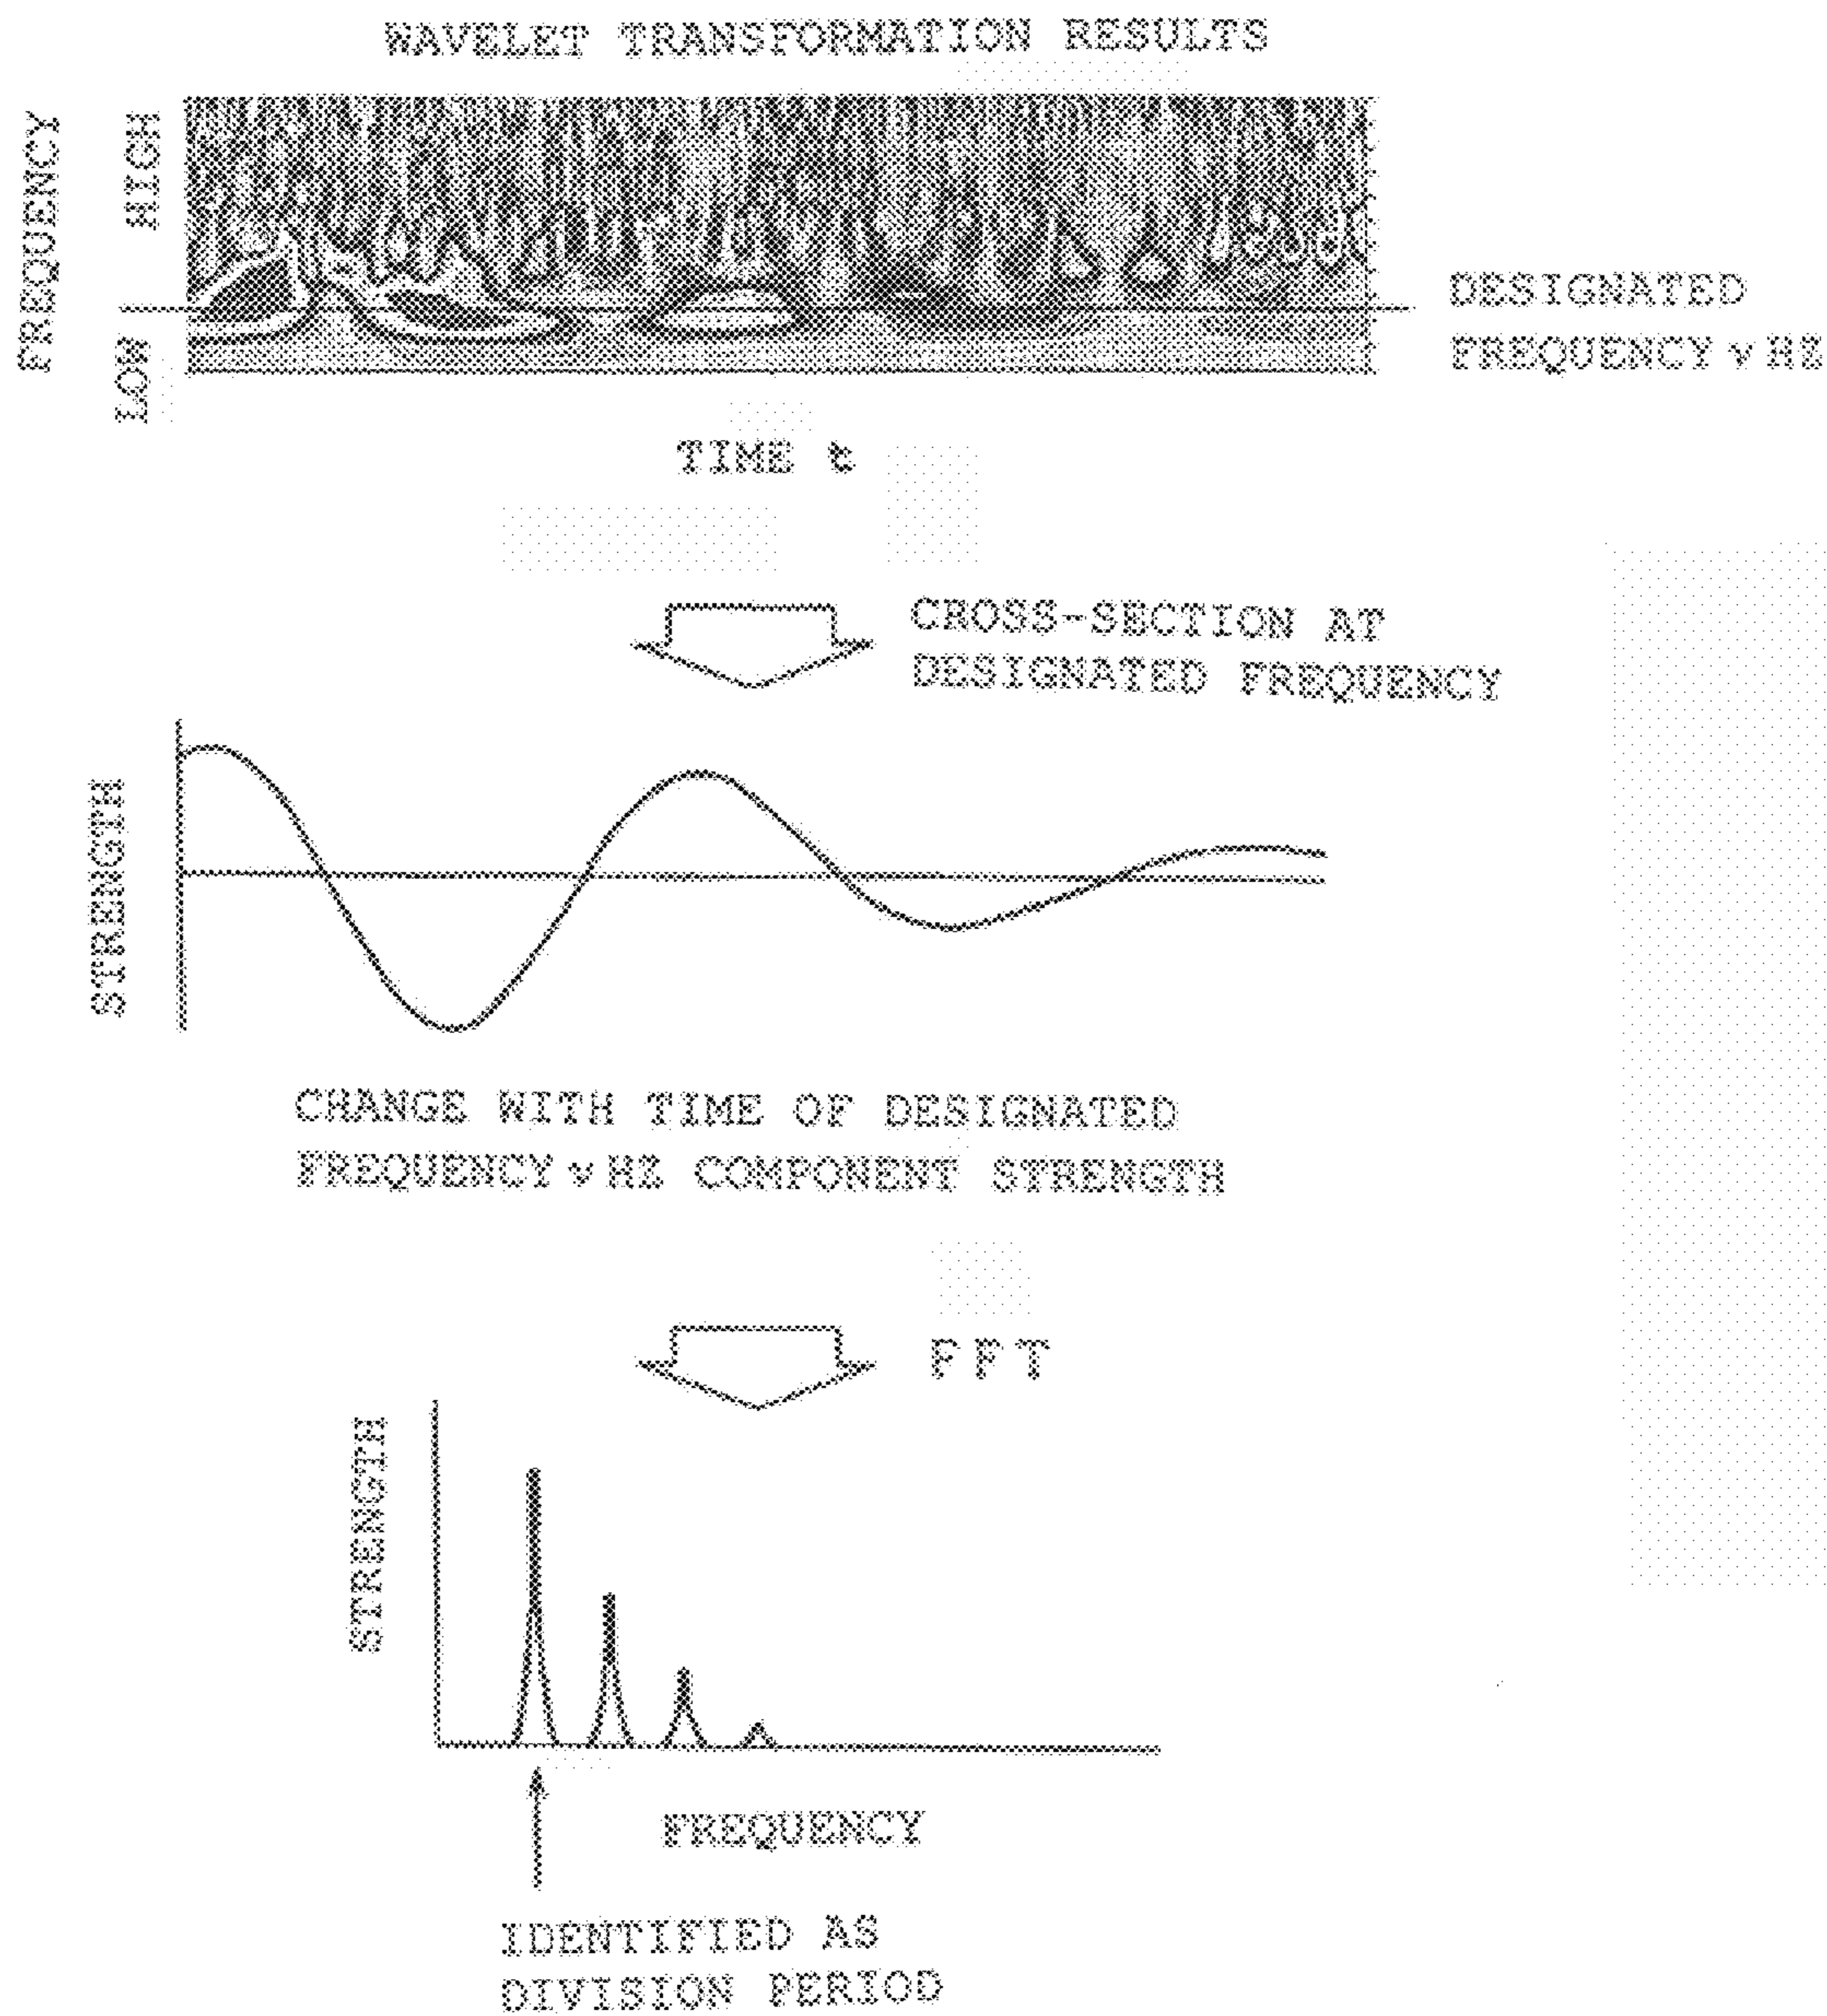 WAVELET TRANSFORMATION RESULTS
FREQUENCY
HIGH
LOW
DESIGNATED
FREQUENCY ν HZ
TIME t
CROSS-SECTION AT
DESIGNATED FREQUENCY
STRENGTH
CHANGE WITH TIME OF DESIGNATED
FREQUENCY ν HZ COMPONENT STRENGTH
FFT
STRENGTH
FREQUENCY
IDENTIFIED AS
DIVISION PERIOD